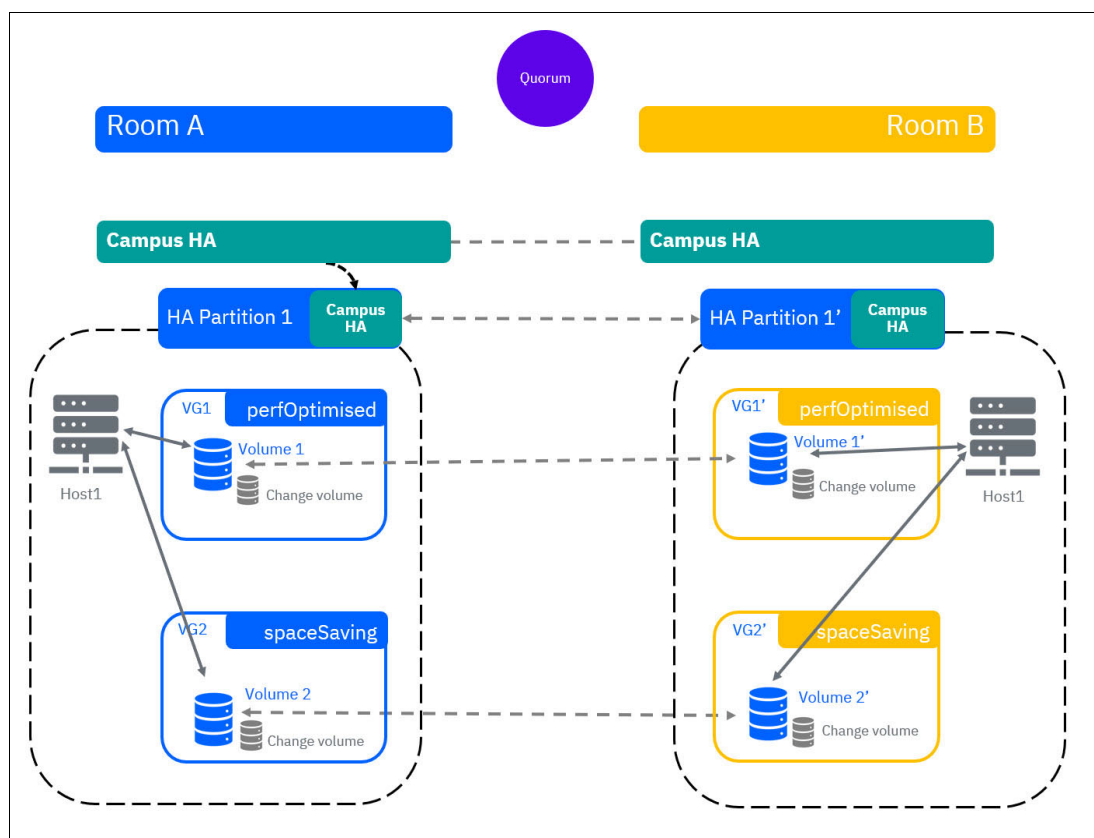 Quorum
Room A
Room B
Campus HA
Campus HA
HA Partition 1
Campus
HA
HA Partition 1’
Campus
HA
VG1
perfOptimised
Volume 1
Change volume
Host1
VG1’
perfOptimised
Volume 1’
Change volume
Host1
VG2
spaceSaving
Volume 2
Change volume
VG2’
spaceSaving
Volume 2’
Change volume